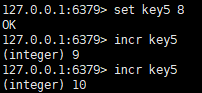 127.0.0.1:6379> set key5 8
OK
127.0.0.1:6379> incr key5
(integer) 9
127.0.0.1:6379> incr key5
(integer) 10